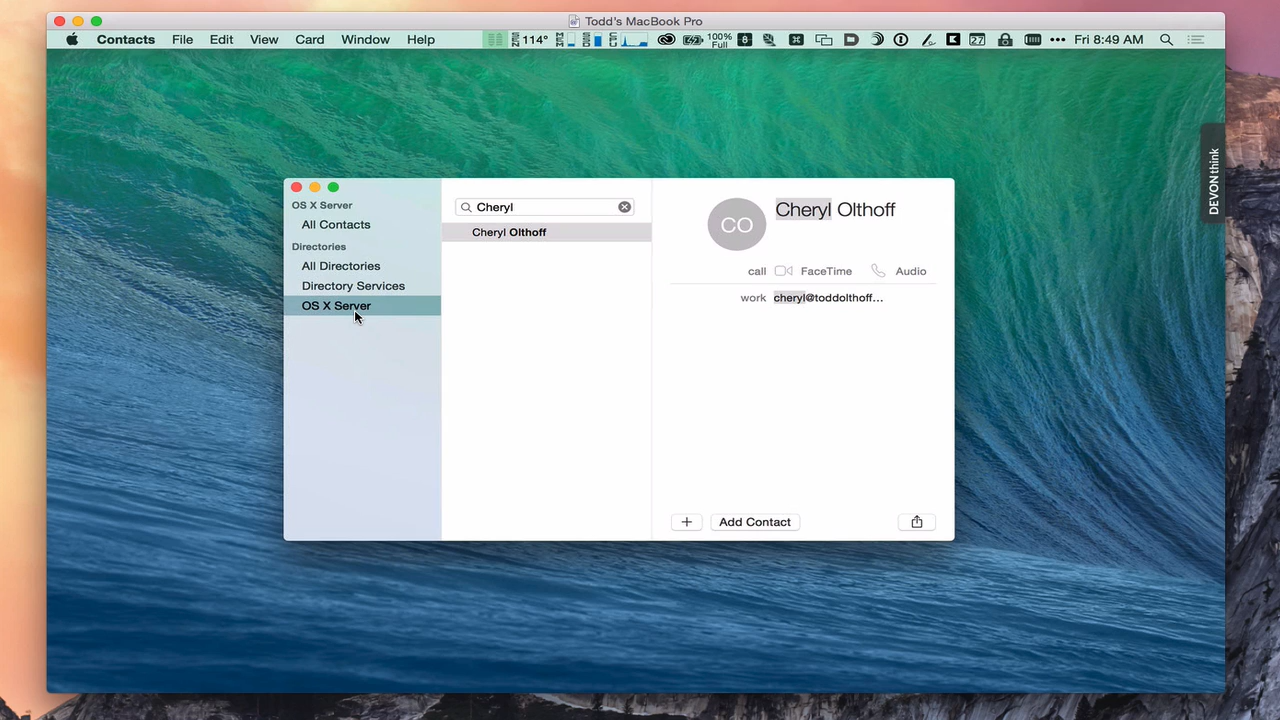 Todd's MacBook Pro
Contacts File Edit View Card Window Help 114° 100% Full 27 Fri 8:49 AM
DEVONthink
OS X Server
All Contacts
Directories
All Directories
Directory Services
OS X Server
Cheryl
Cheryl Olthoff
CO
Cheryl Olthoff
call FaceTime Audio
work cheryl@toddolthoff...
+ Add Contact